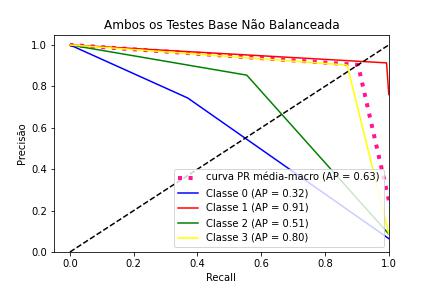 Ambos os Testes Base Não Balanceada
1.0
0.8
0.6
0.4
0.2
0.0
Precisão
curva PR média-macro (AP = 0.63)
Classe 0 (AP = 0.32)
Classe 1 (AP = 0.91)
Classe 2 (AP = 0.51)
Classe 3 (AP = 0.80)
0.0 0.2 0.4 0.6 0.8 1.0
Recall